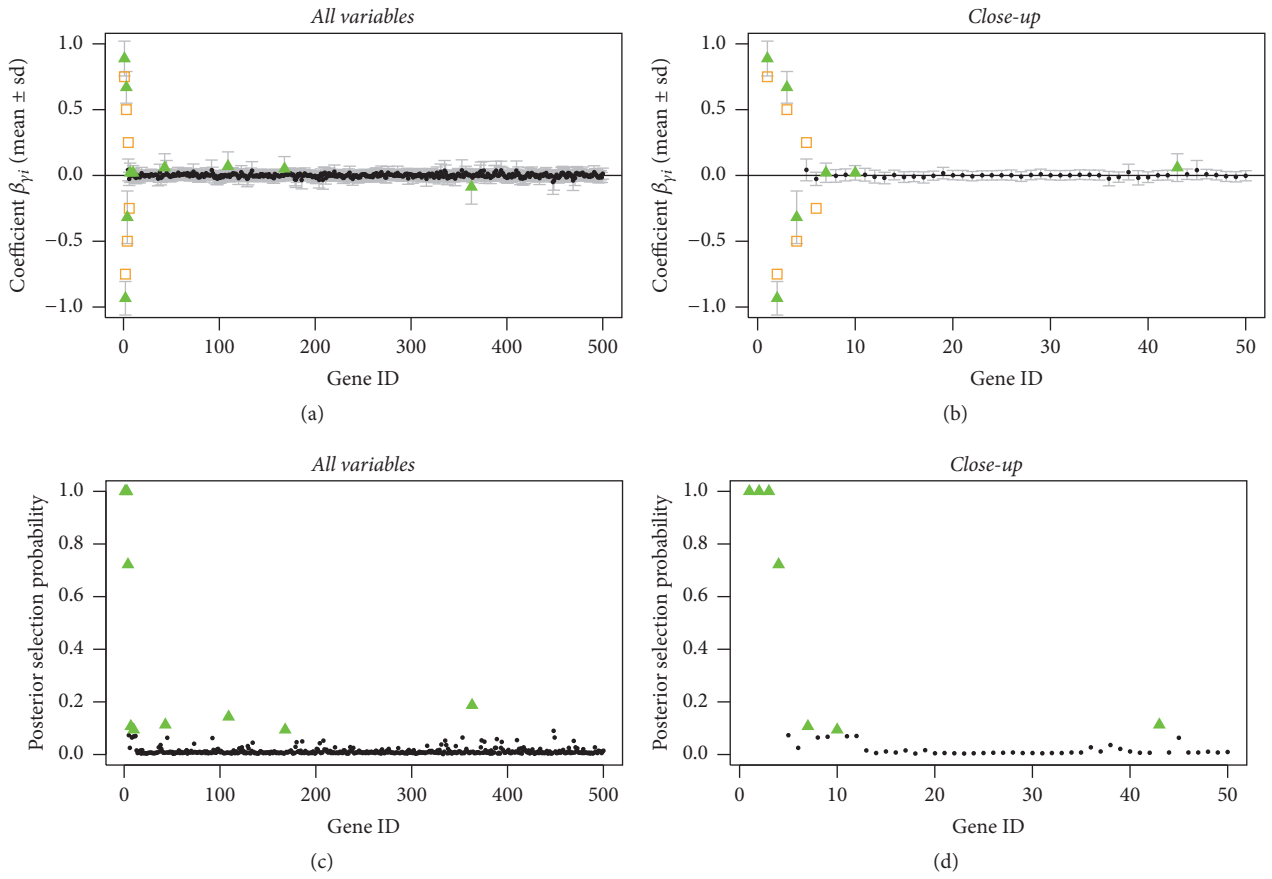 All variables
Coefficient βγi (mean ± sd)
1.0
0.5
0.0
−0.5
−1.0
0 100 200 300 400 500
Gene ID
(a)
Close-up
Coefficient βγi (mean ± sd)
1.0
0.5
0.0
−0.5
−1.0
0 10 20 30 40 50
Gene ID
(b)
All variables
Posterior selection probability
1.0
0.8
0.6
0.4
0.2
0.0
0 100 200 300 400 500
Gene ID
(c)
Close-up
Posterior selection probability
1.0
0.8
0.6
0.4
0.2
0.0
0 10 20 30 40 50
Gene ID
(d)